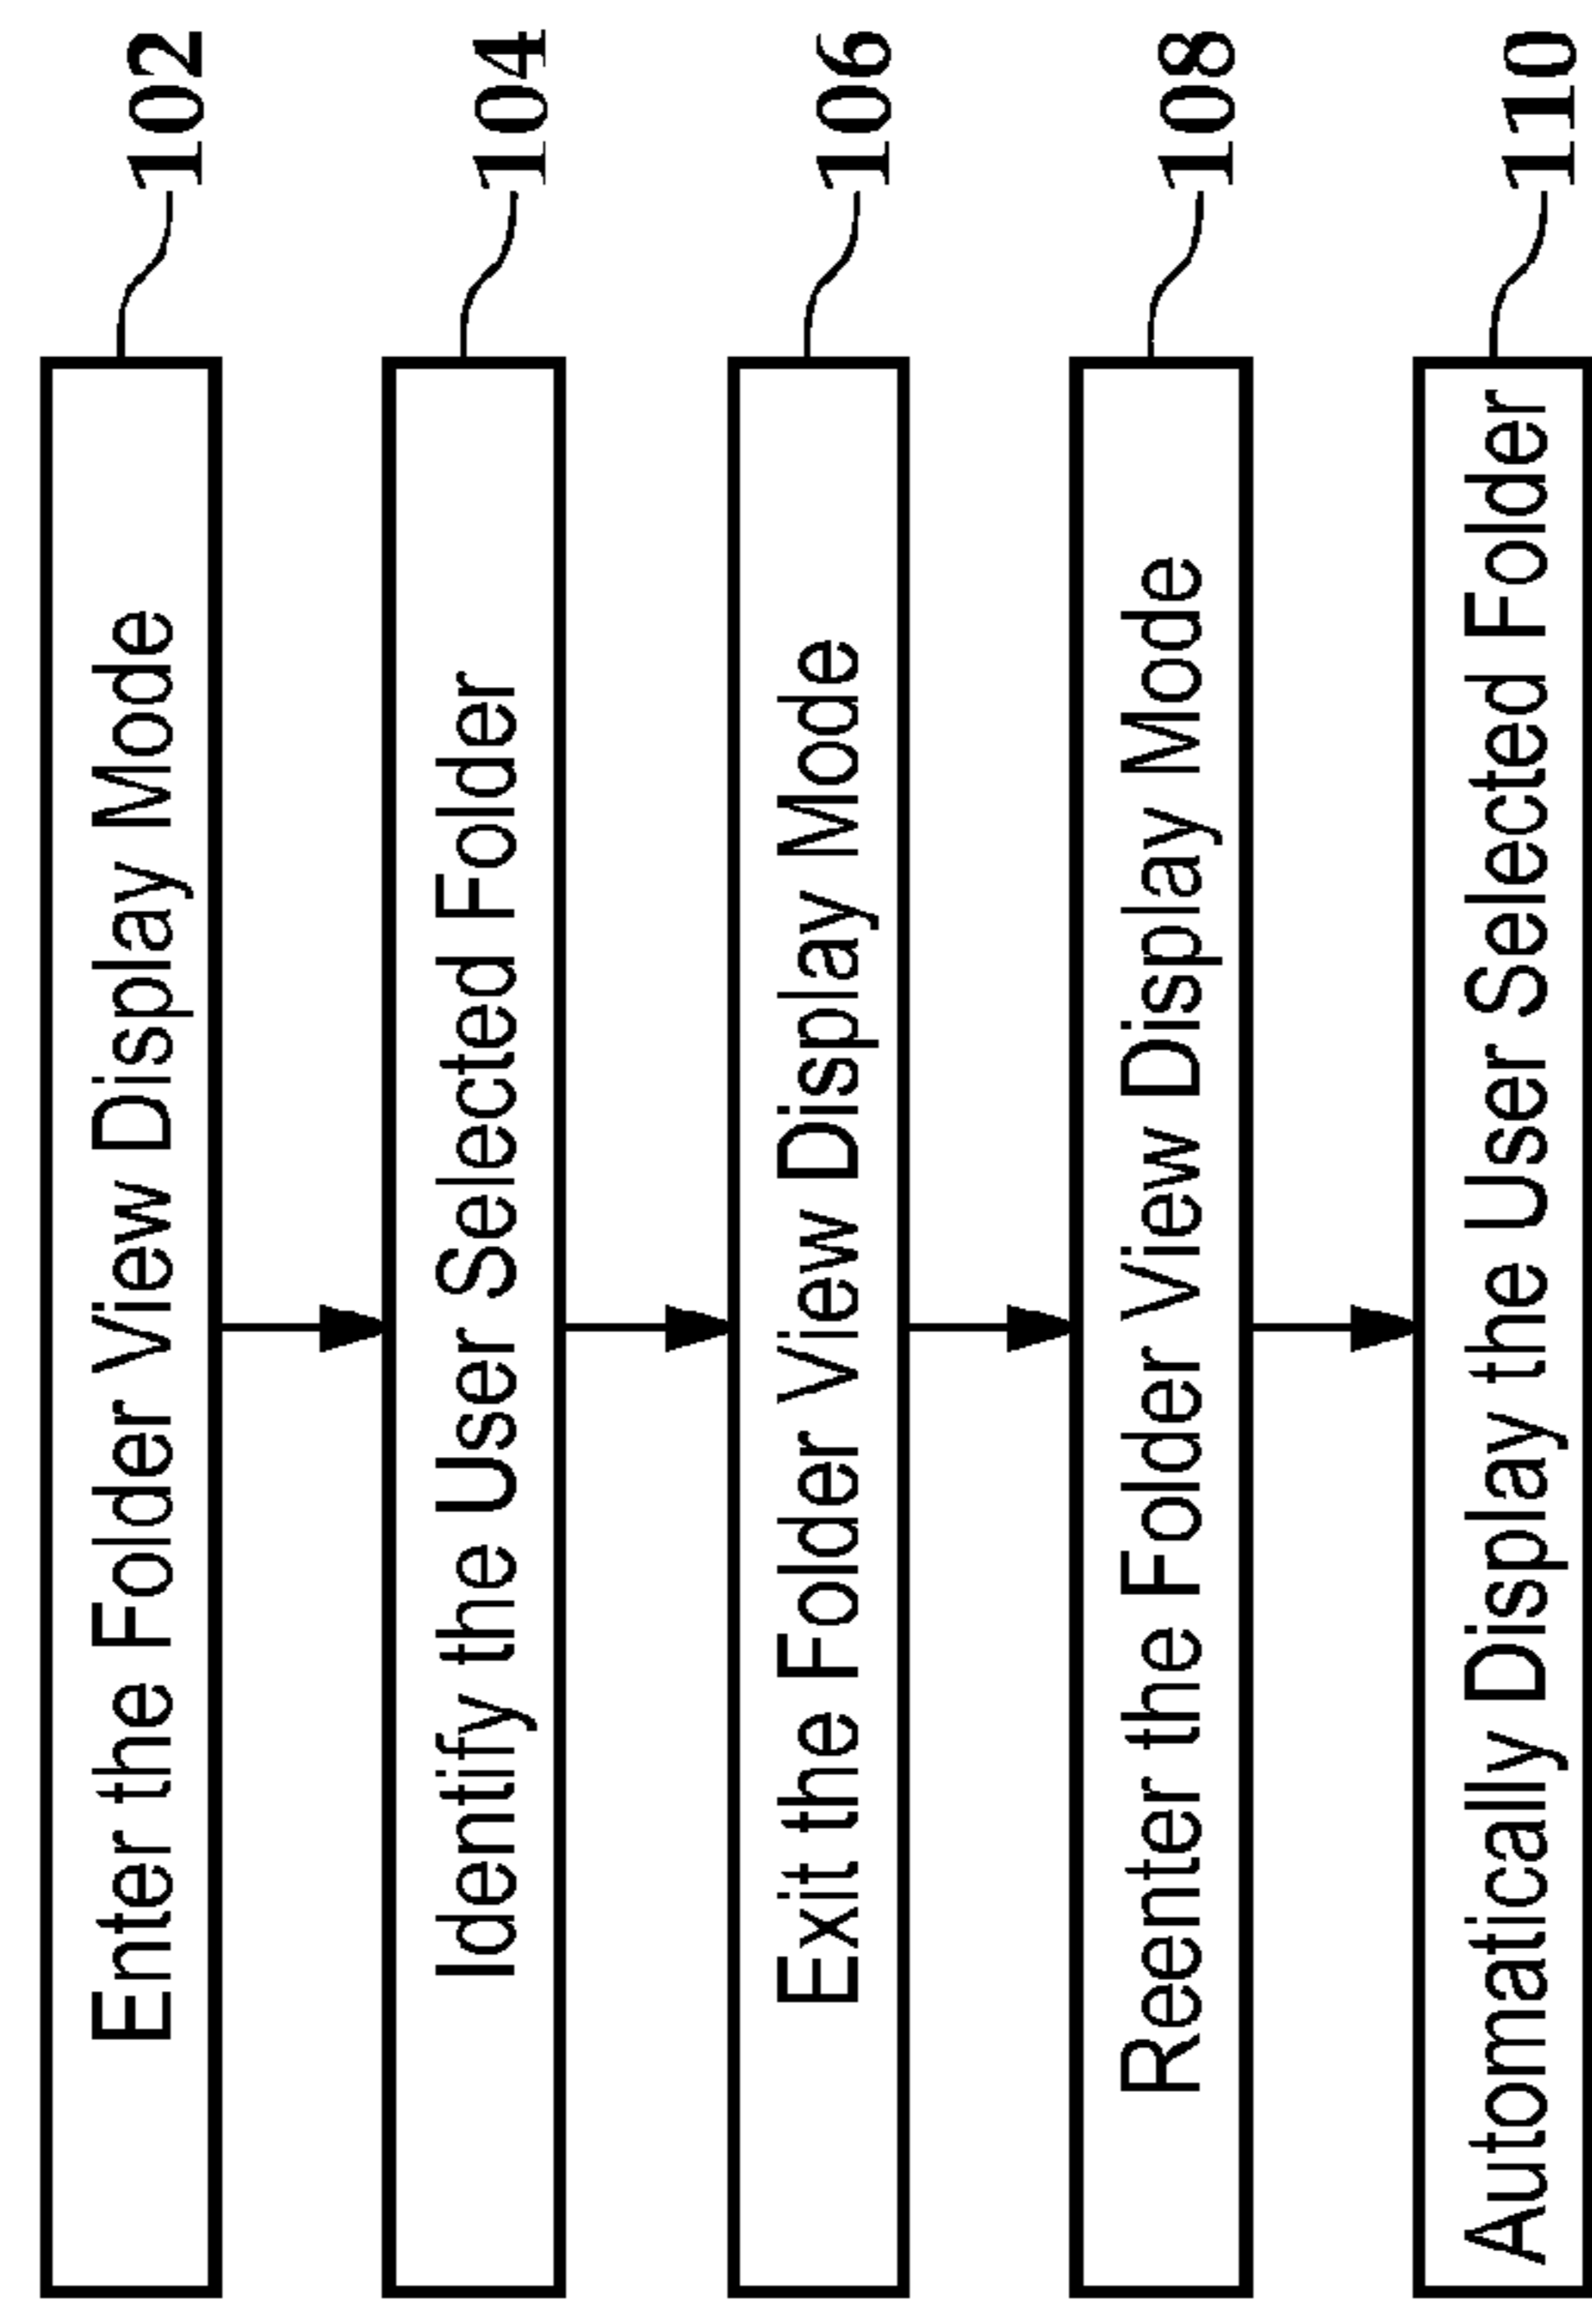 Enter the Folder View Display Mode 102
Identify the User Selected Folder 104
Exit the Folder View Display Mode 106
Reenter the Folder View Display Mode 108
Automatically Display the User Selected Folder 110